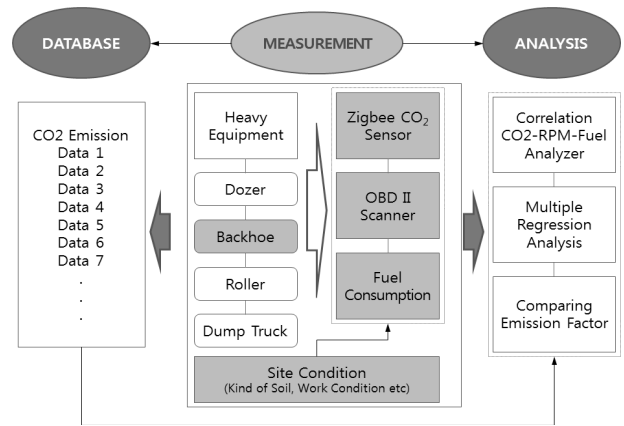 DATABASE
MEASUREMENT
ANALYSIS
CO2 Emission
Data 1
Data 2
Data 3
Data 4
Data 5
Data 6
Data 7
.
.
.
Heavy
Equipment
Dozer
Backhoe
Roller
Dump Truck
Zigbee CO₂
Sensor
OBD II
Scanner
Fuel
Consumption
Site Condition
(Kind of Soil, Work Condition etc)
Correlation
CO2-RPM-Fuel
Analyzer
Multiple
Regression
Analysis
Comparing
Emission Factor